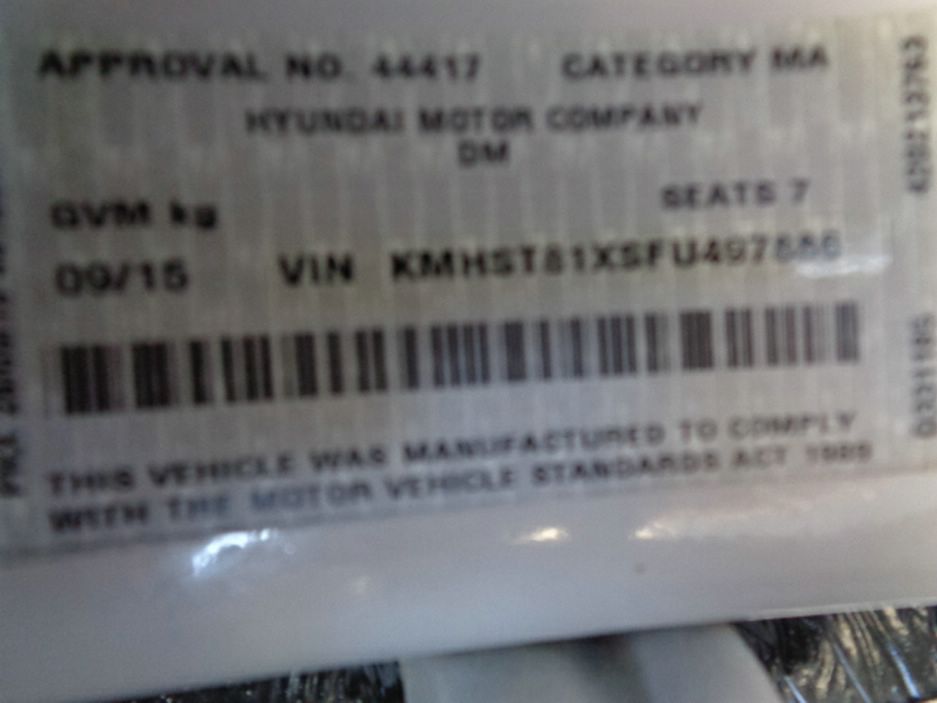 APPROVAL NO. 44417 CATEGORY MA
HYUNDAI MOTOR COMPANY
DM
GVM kg SEATS 7
09/15 VIN
THIS VEHICLE WAS MANUFACTURED TO COMPLY
WITH THE MOTOR VEHICLE STANDARDS ACT 1989